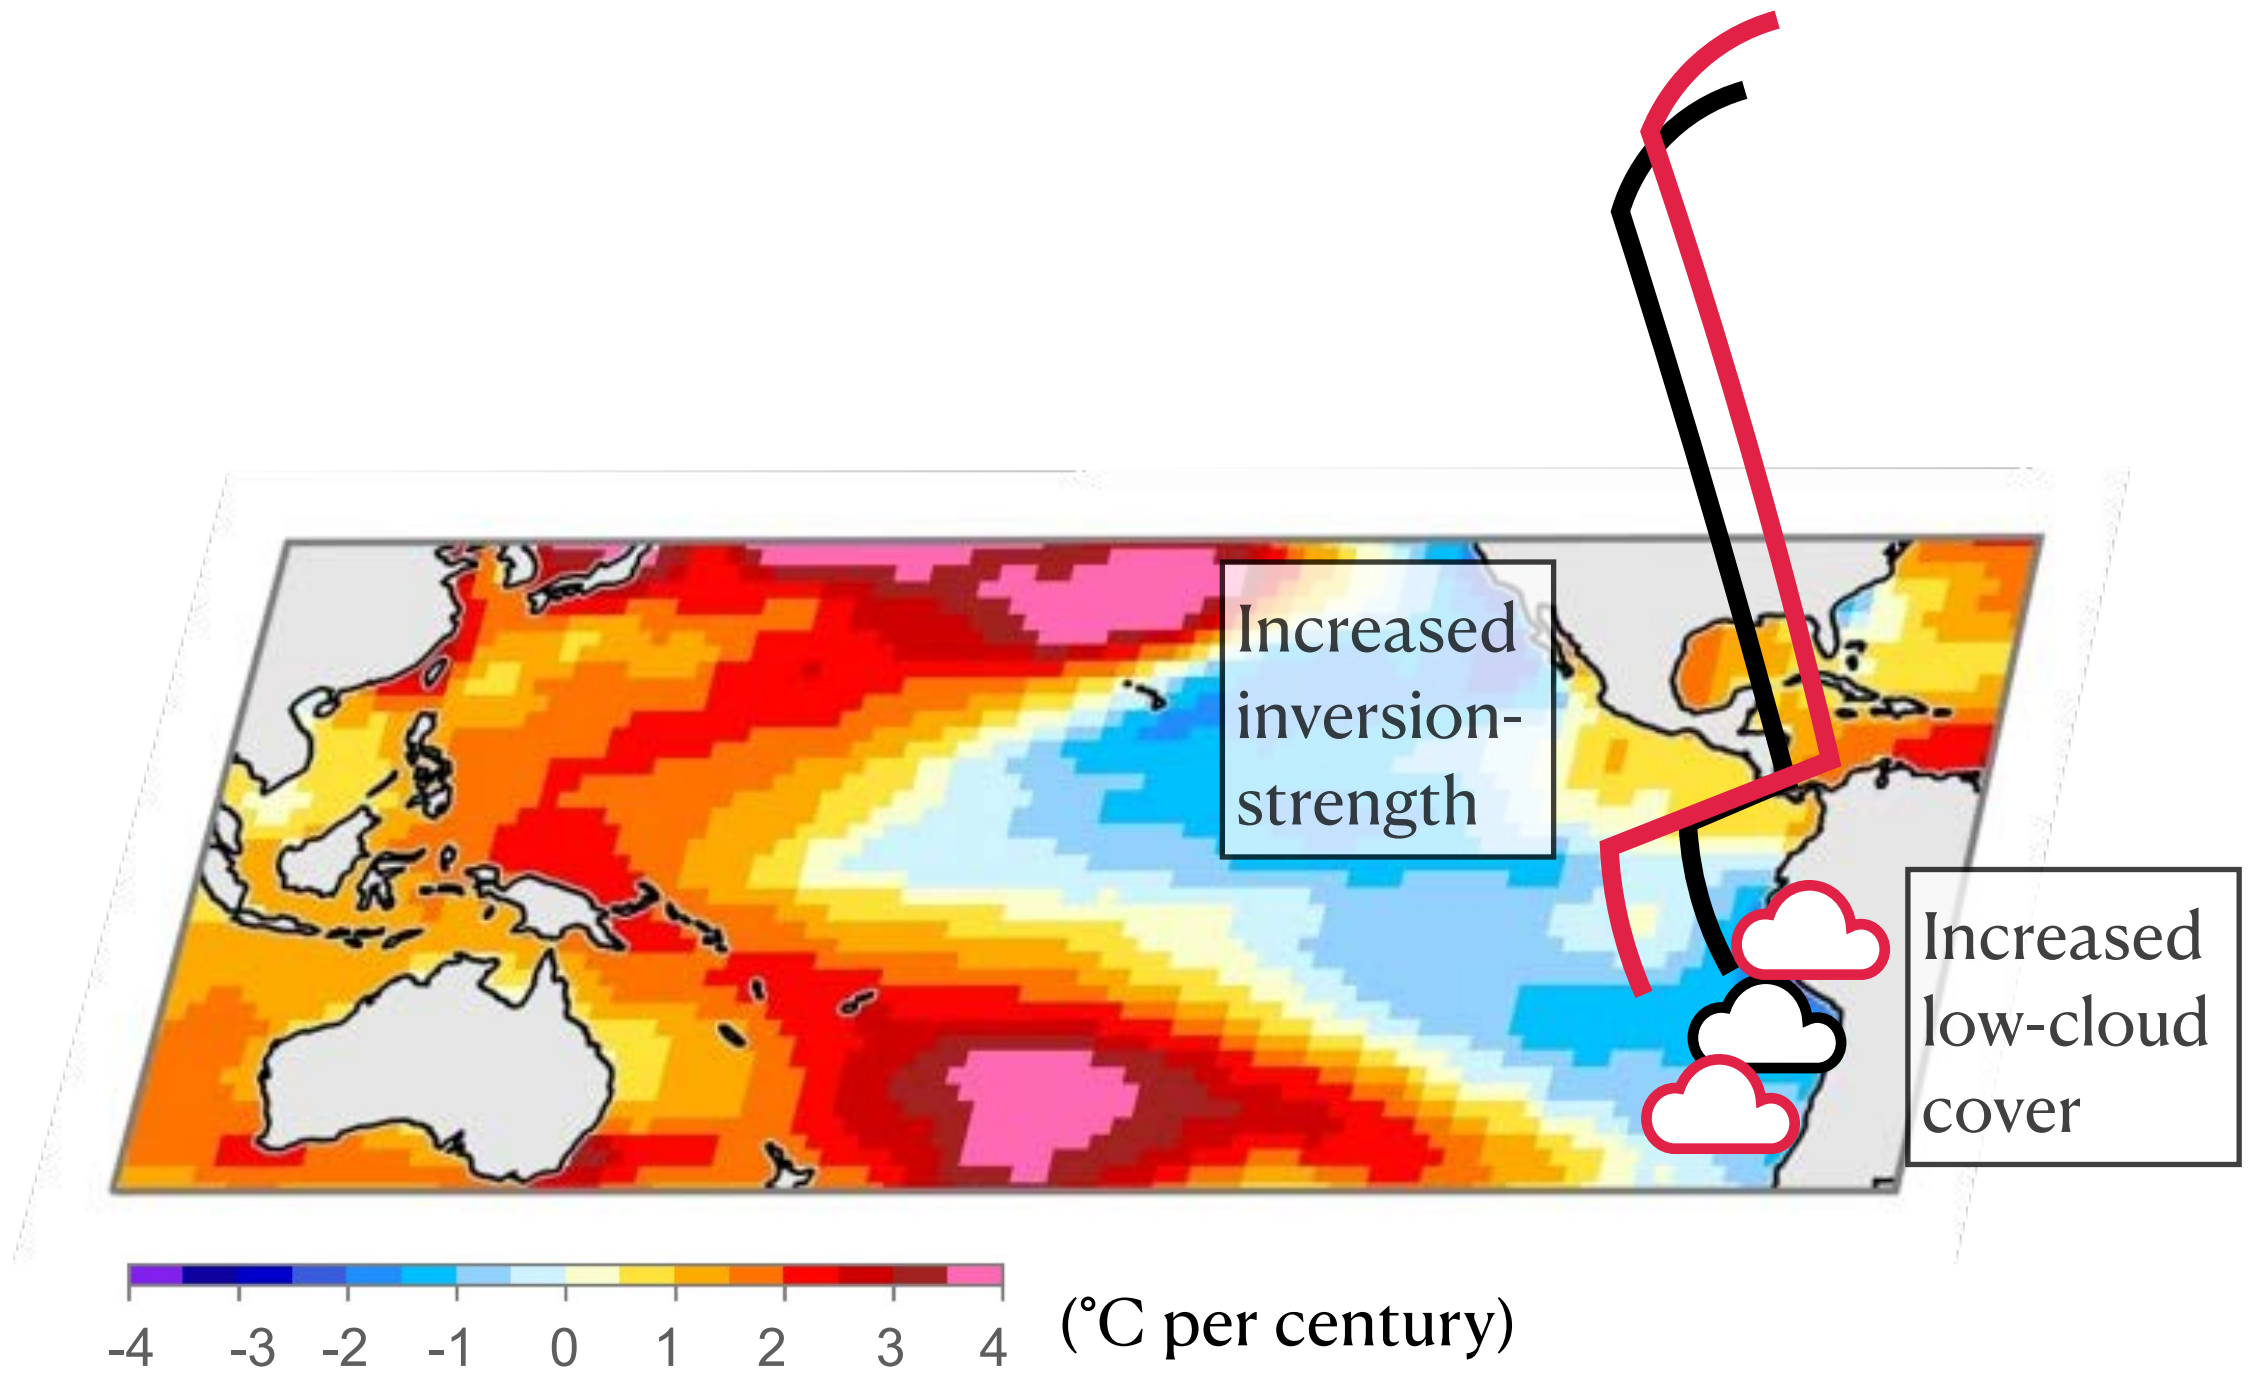 Increased
inversion-
strength
Increased
low-cloud
cover
-4 -3 -2 -1 0 1 2 3 4
(°C per century)